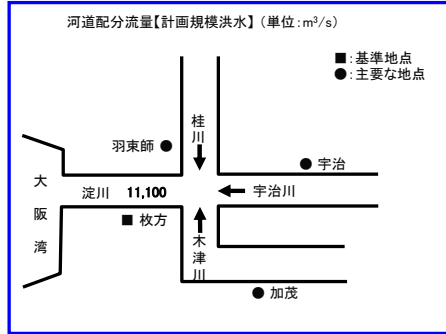 河道配分流量【計画規模洪水】（単位：m³/s）
■：基準地点
●：主要な地点
桂川
羽束師 ●
● 宇治
大阪湾
淀川 11,100
宇治川
■ 枚方
木津川
● 加茂